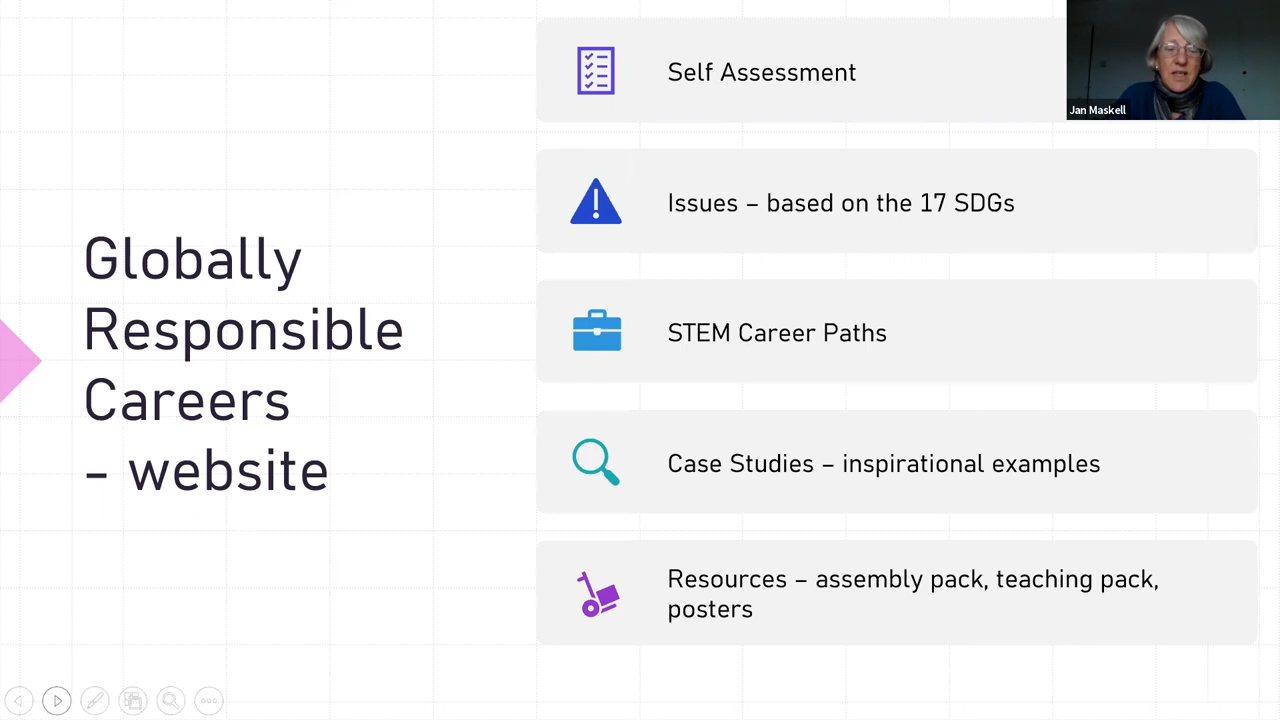 Globally
Responsible
Careers
– website
Self Assessment
Issues – based on the 17 SDGs
STEM Career Paths
Case Studies – inspirational examples
Resources – assembly pack, teaching pack,
posters
Jan Maskell